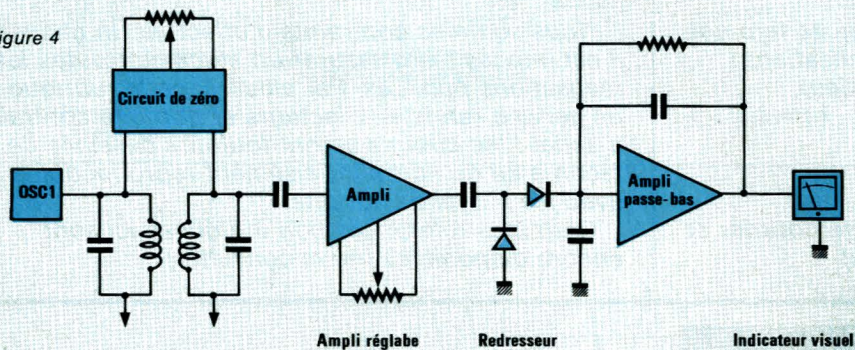 igure 4
Circuit de zéro
OSC1
Ampli
Ampli
passe-bas
Ampli réglabe
Redresseur
Indicateur visuel